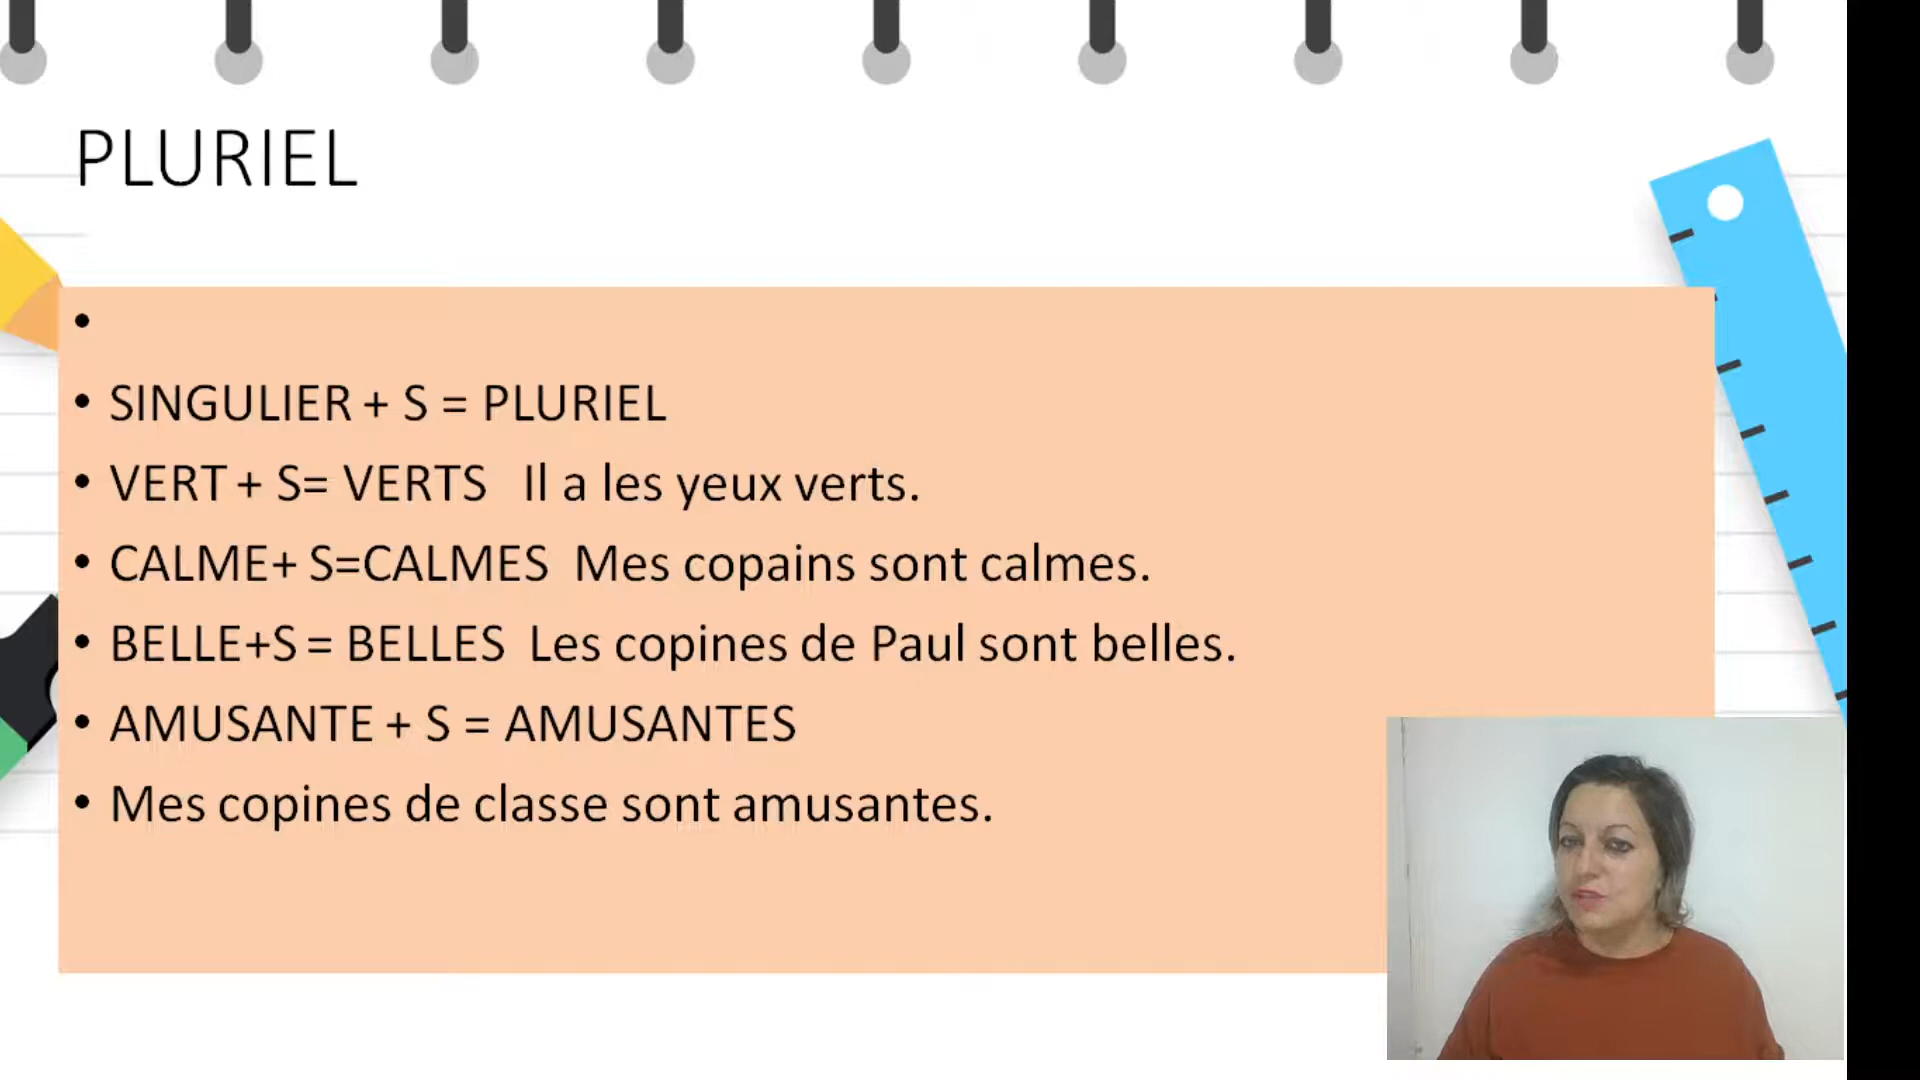 PLURIEL
•
• SINGULIER + S = PLURIEL
• VERT + S= VERTS Il a les yeux verts.
• CALME+ S=CALMES Mes copains sont calmes.
• BELLE+S = BELLES Les copines de Paul sont belles.
• AMUSANTE + S = AMUSANTES
• Mes copines de classe sont amusantes.